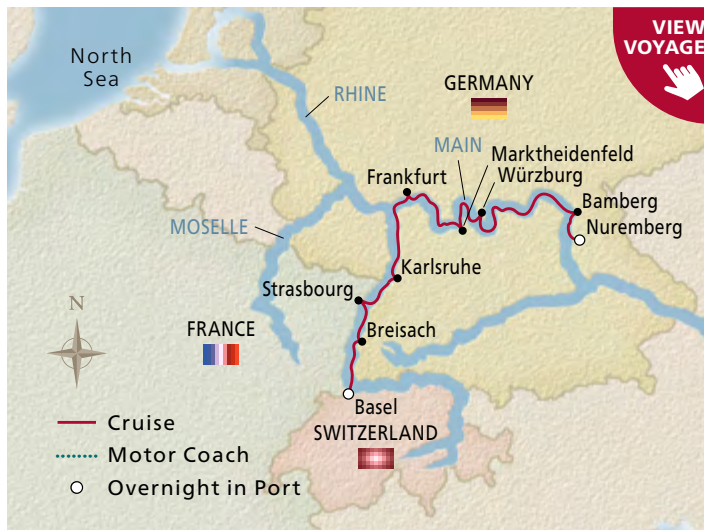 VIEW
VOYAGE
North
Sea
GERMANY
RHINE
MAIN
Marktheidenfeld
Frankfurt
Würzburg
Bamberg
MOSELLE
Nuremberg
Karlsruhe
Strasbourg
N
FRANCE
Breisach
Basel
Cruise
SWITZERLAND
Motor Coach
Overnight in Port